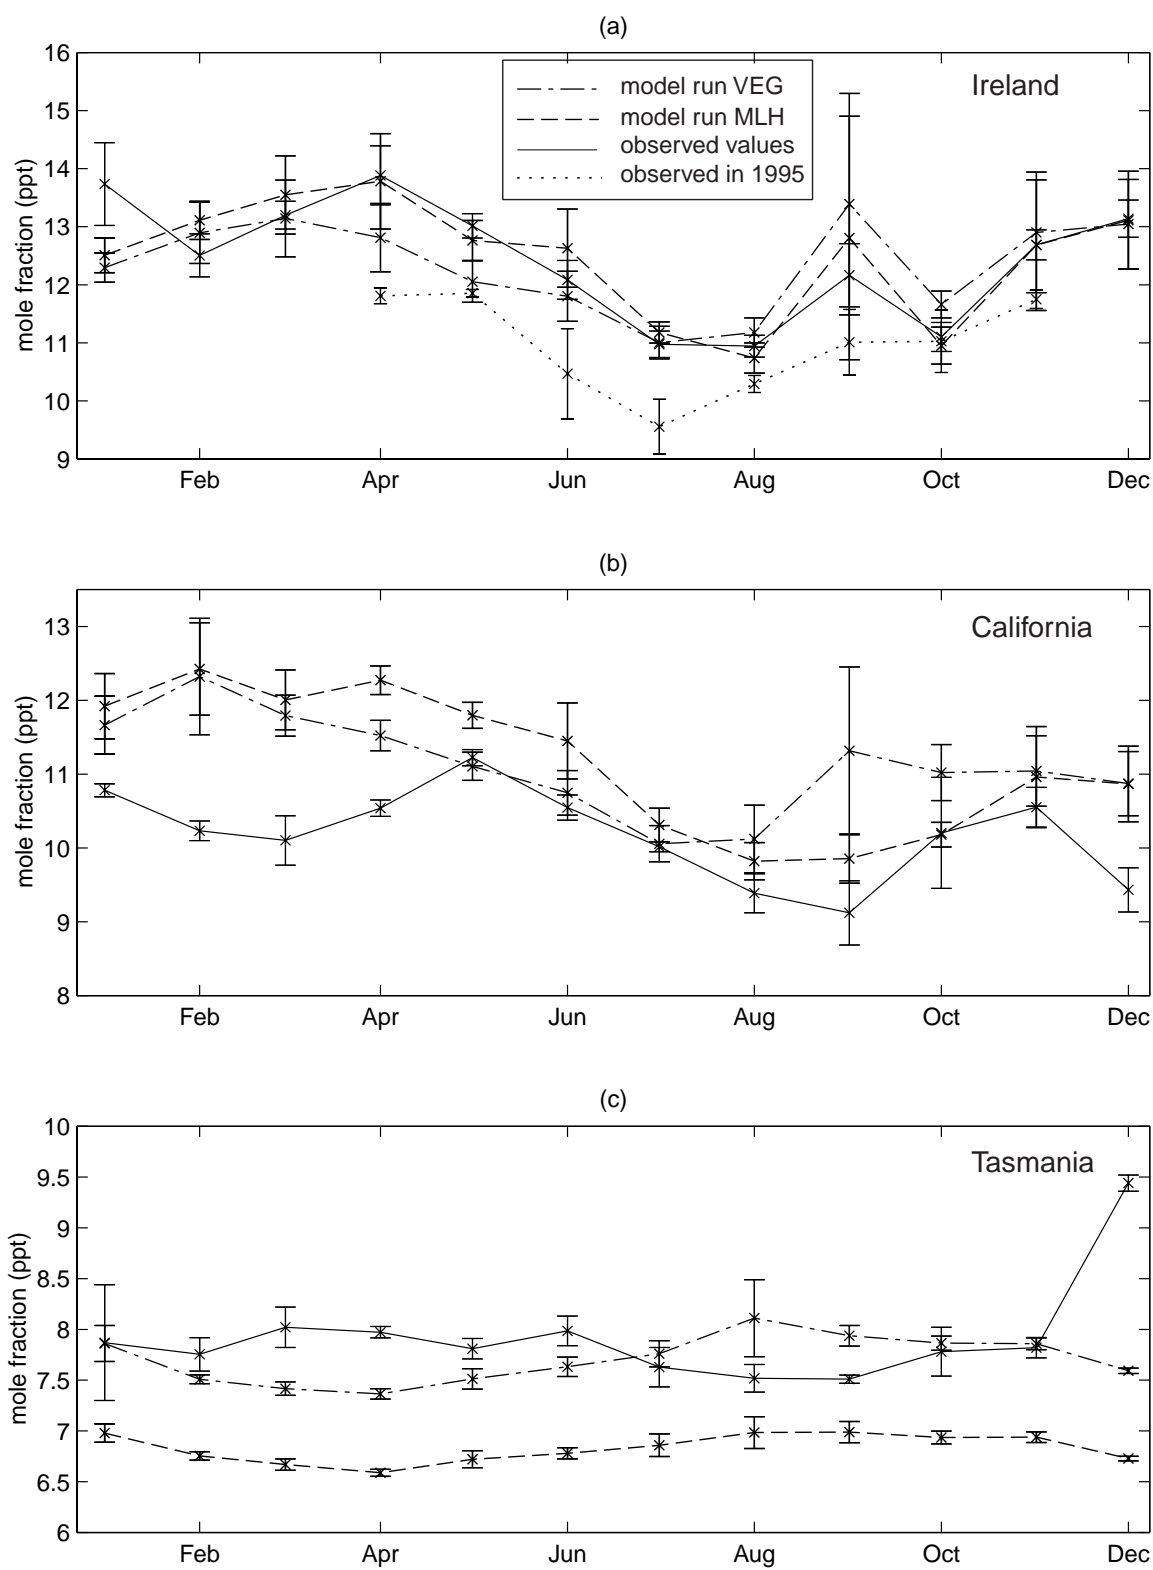 (a)
16
15
14
13
12
11
10
9
mole fraction (ppt)
model run VEG
model run MLH
observed values
observed in 1995
Ireland
Feb Apr Jun Aug Oct Dec
(b)
13
12
11
10
9
8
mole fraction (ppt)
California
Feb Apr Jun Aug Oct Dec
(c)
10
9.5
9
8.5
8
7.5
7
6.5
6
mole fraction (ppt)
Tasmania
Feb Apr Jun Aug Oct Dec